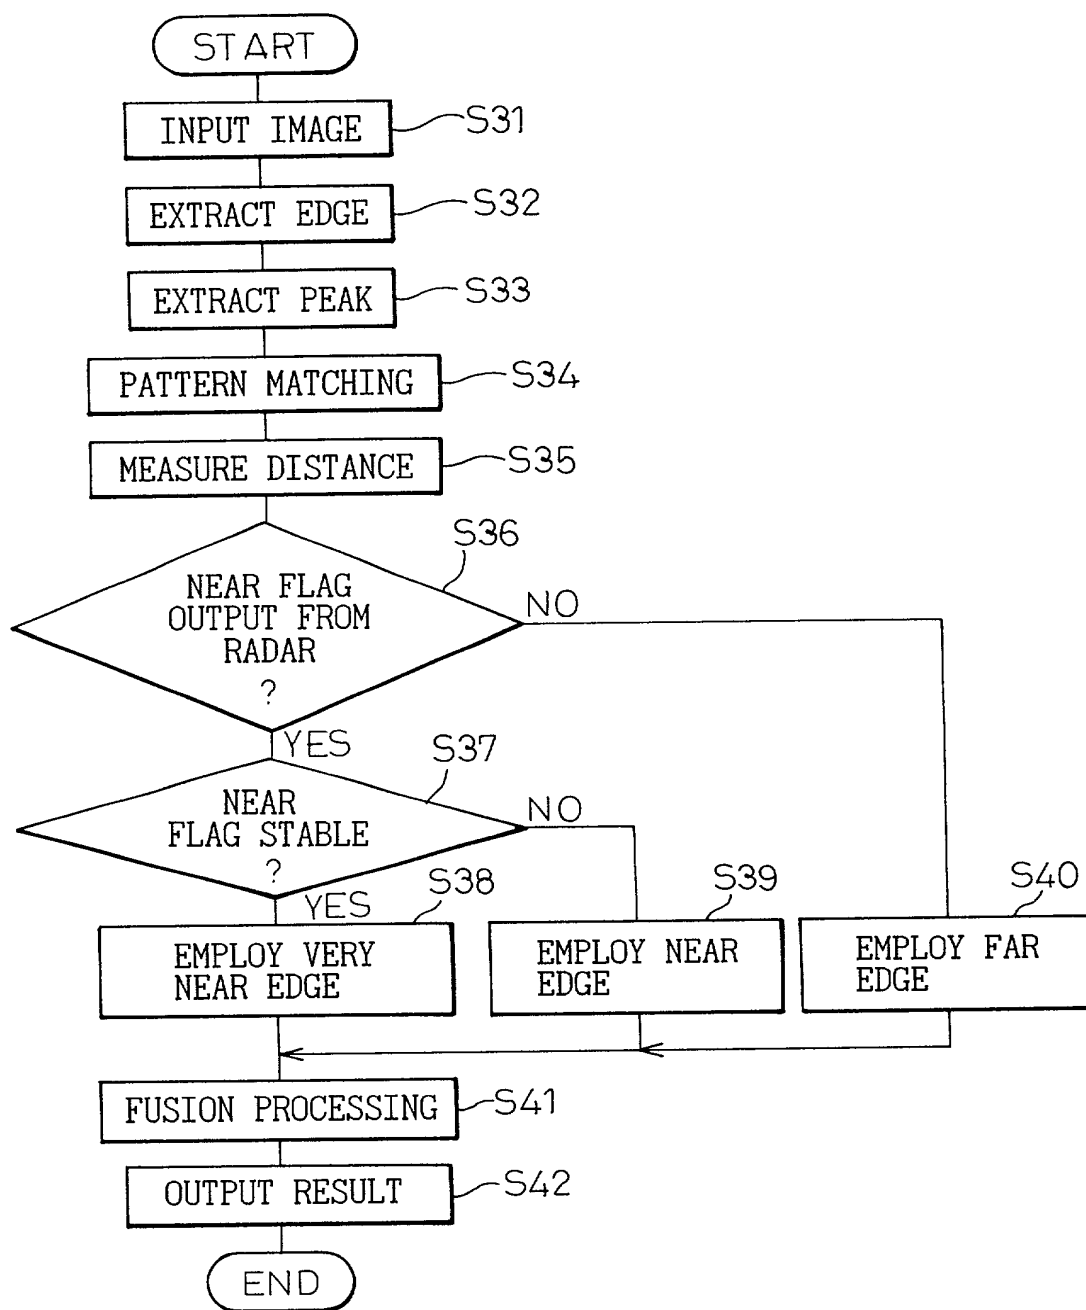 START
INPUT IMAGE
S31
EXTRACT EDGE
S32
EXTRACT PEAK
S33
PATTERN MATCHING
S34
MEASURE DISTANCE
S35
S36
NEAR FLAG
OUTPUT FROM
RADAR
?
NO
YES
S37
NEAR
FLAG STABLE
?
NO
YES
S38
EMPLOY VERY
NEAR EDGE
S39
EMPLOY NEAR
EDGE
S40
EMPLOY FAR
EDGE
FUSION PROCESSING
S41
OUTPUT RESULT
S42
END